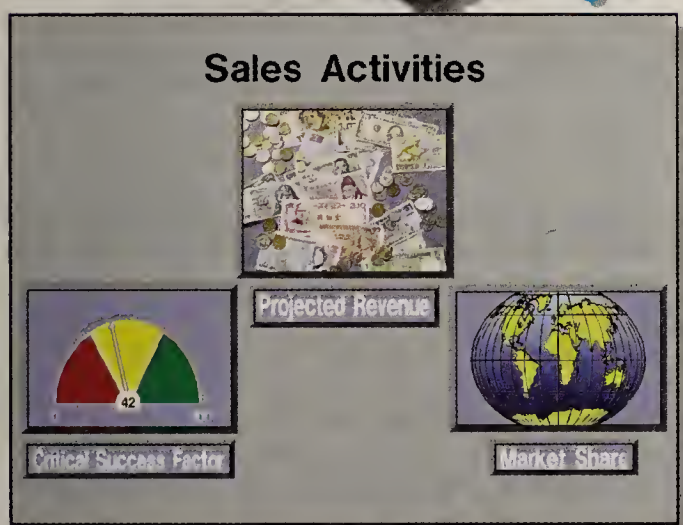 Sales Activities
Projected Revenue
42
Critical Success Factor
Market Share